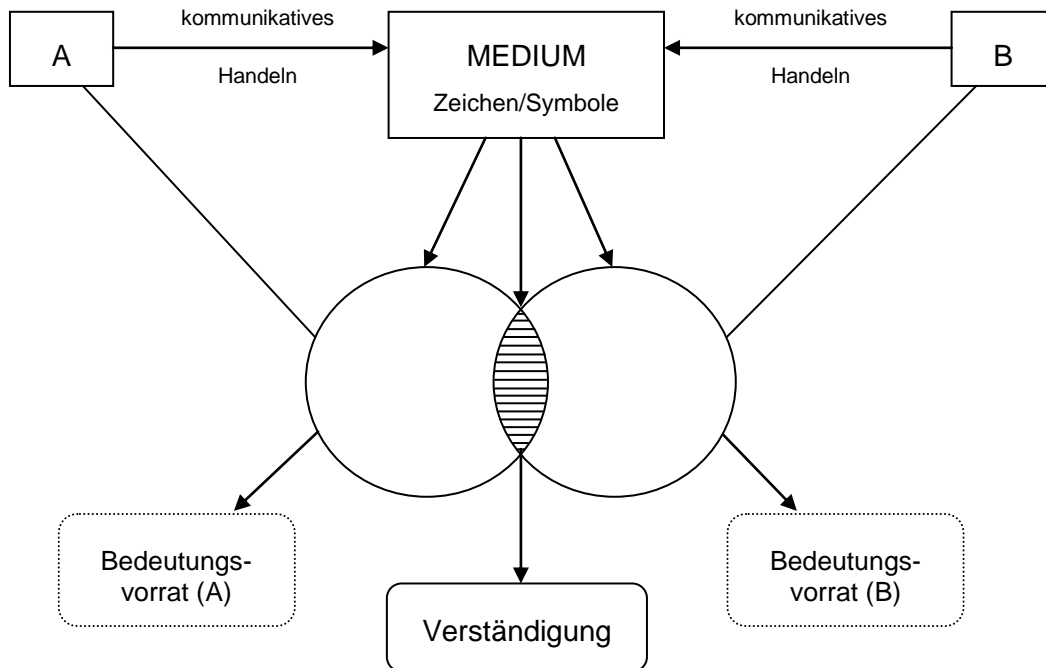 kommunikatives
kommunikatives
A
MEDIUM
B
Handeln
Handeln
Zeichen/Symbole
Bedeutungs-
vorrat (A)
Bedeutungs-
vorrat (B)
Verständigung